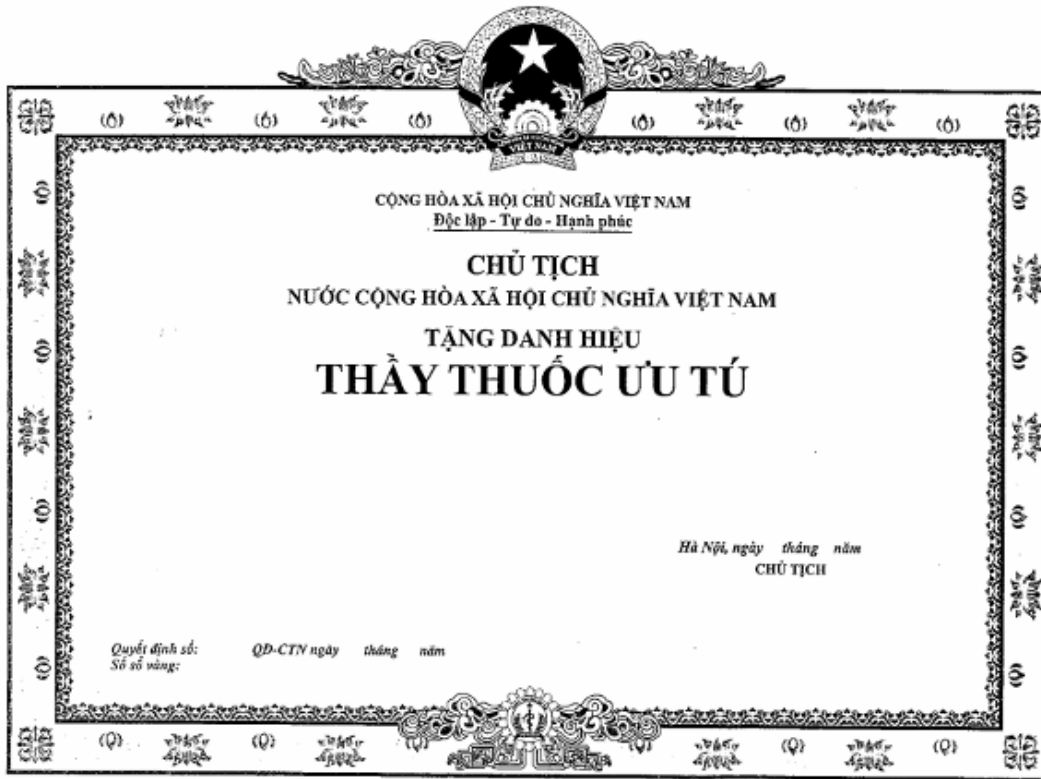 VIỆT NAM
CỘNG HÒA XÃ HỘI CHỦ NGHĨA VIỆT NAM
Độc lập - Tự do - Hạnh phúc
CHỦ TỊCH
NƯỚC CỘNG HÒA XÃ HỘI CHỦ NGHĨA VIỆT NAM
TẶNG DANH HIỆU
THẦY THUỐC ƯU TÚ
Hà Nội, ngày tháng năm
CHỦ TỊCH
Quyết định số: QĐ-CTN ngày tháng năm
Số sổ vàng: